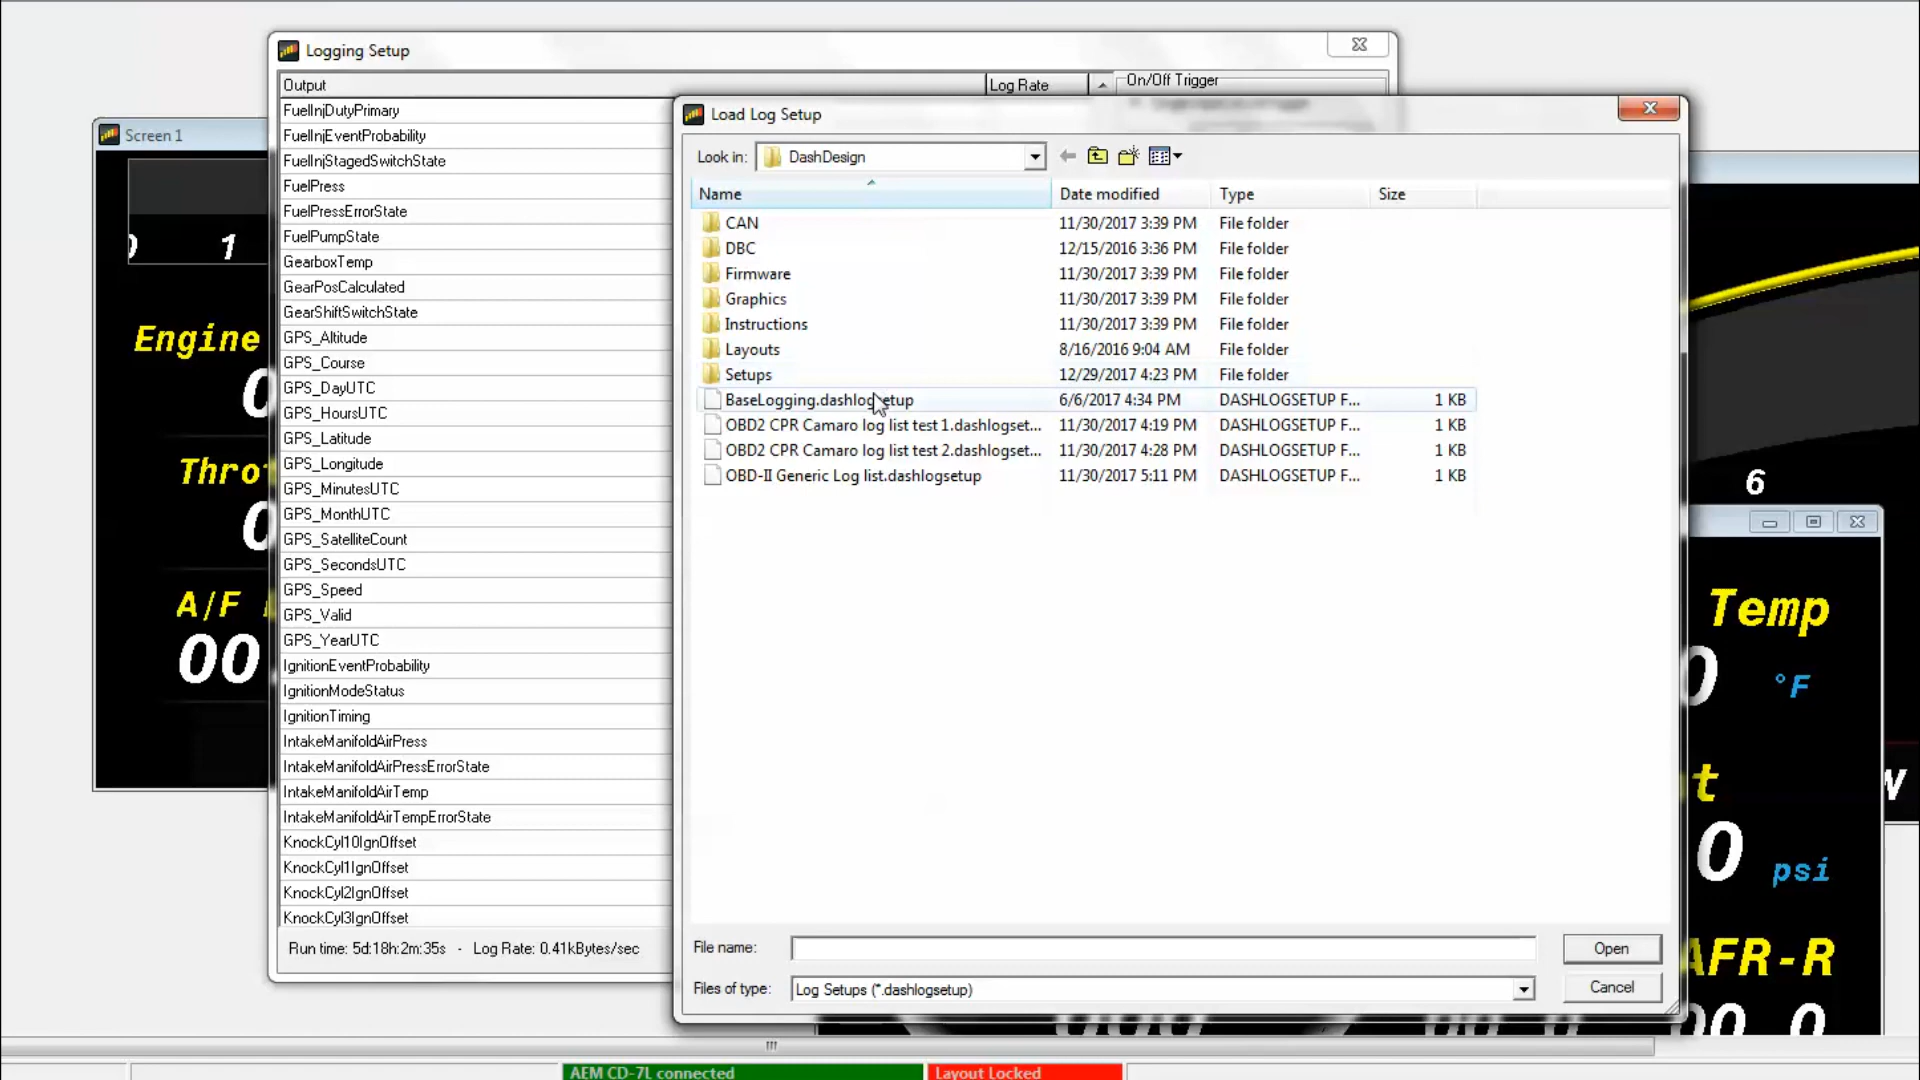 Logging Setup
Output
Log Rate
On/Off Trigger
FuelInjDutyPrimary
FuelInjEventProbability
FuelInjStagedSwitchState
FuelPress
FuelPressErrorState
FuelPumpState
GearboxTemp
GearPosCalculated
GearShiftSwitchState
GPS_Altitude
GPS_Course
GPS_DayUTC
GPS_HoursUTC
GPS_Latitude
GPS_Longitude
GPS_MinutesUTC
GPS_MonthUTC
GPS_SatelliteCount
GPS_SecondsUTC
GPS_Speed
GPS_Valid
GPS_YearUTC
IgnitionEventProbability
IgnitionModeStatus
IgnitionTiming
IntakeManifoldAirPress
IntakeManifoldAirPressErrorState
IntakeManifoldAirTemp
IntakeManifoldAirTempErrorState
KnockCyl10IgnOffset
KnockCyl1IgnOffset
KnockCyl2IgnOffset
KnockCyl3IgnOffset
Run time: 5d:18h:2m:35s - Log Rate: 0.41kBytes/sec
Screen 1
1
Engine
0
Thro
0
A/F
00
Load Log Setup
Look in: DashDesign
Name Date modified Type Size
CAN 11/30/2017 3:39 PM File folder
DBC 12/15/2016 3:36 PM File folder
Firmware 11/30/2017 3:39 PM File folder
Graphics 11/30/2017 3:39 PM File folder
Instructions 11/30/2017 3:39 PM File folder
Layouts 8/16/2016 9:04 AM File folder
Setups 12/29/2017 4:23 PM File folder
BaseLogging.dashlogsetup 6/6/2017 4:34 PM DASHLOGSETUP F... 1 KB
OBD2 CPR Camaro log list test 1.dashlogset... 11/30/2017 4:19 PM DASHLOGSETUP F... 1 KB
OBD2 CPR Camaro log list test 2.dashlogset... 11/30/2017 4:28 PM DASHLOGSETUP F... 1 KB
OBD-II Generic Log list.dashlogsetup 11/30/2017 5:11 PM DASHLOGSETUP F... 1 KB
File name:
Open
Files of type: Log Setups (*.dashlogsetup)
Cancel
6
Temp
0 °F
t
0 psi
AFR-R
W
AEM CD-7L connected
Layout Locked